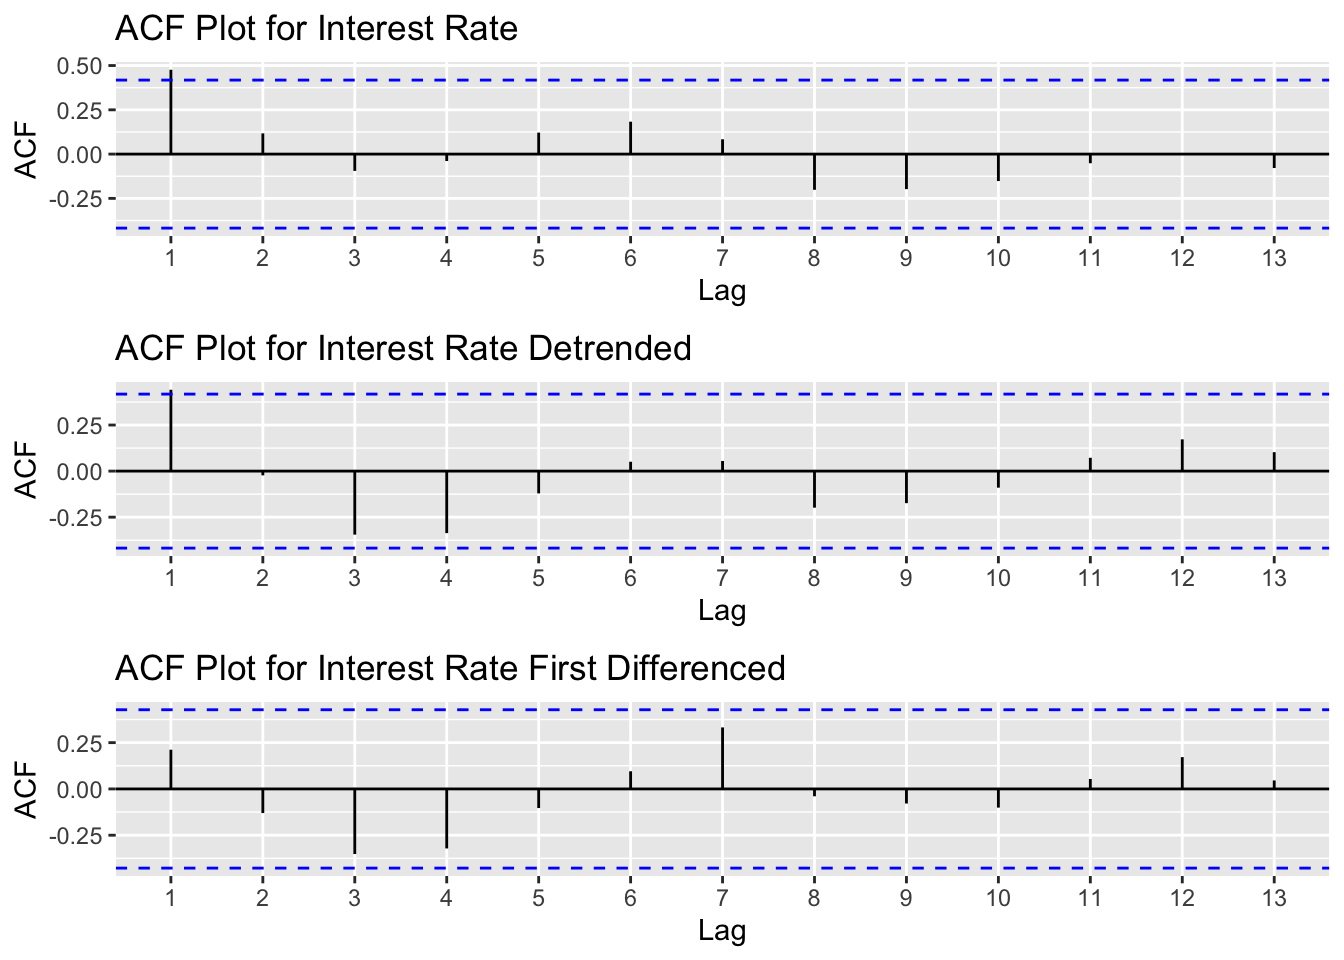 ACF Plot for Interest Rate
0.50
0.25
0.00
-0.25
ACF
1 2 3 4 5 6 7 8 9 10 11 12 13
Lag
ACF Plot for Interest Rate Detrended
0.25
0.00
-0.25
ACF
1 2 3 4 5 6 7 8 9 10 11 12 13
Lag
ACF Plot for Interest Rate First Differenced
0.25
0.00
-0.25
ACF
1 2 3 4 5 6 7 8 9 10 11 12 13
Lag